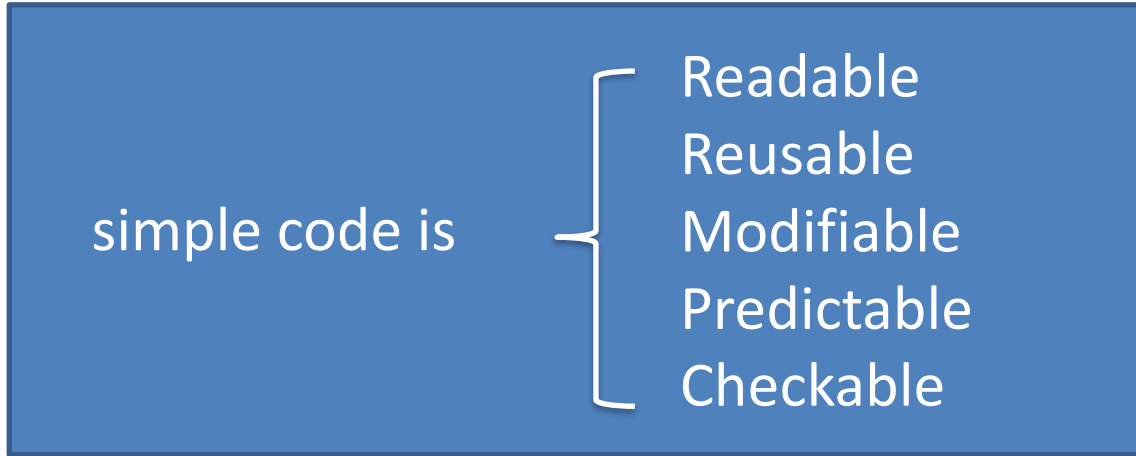 simple code is
Readable
Reusable
Modifiable
Predictable
Checkable